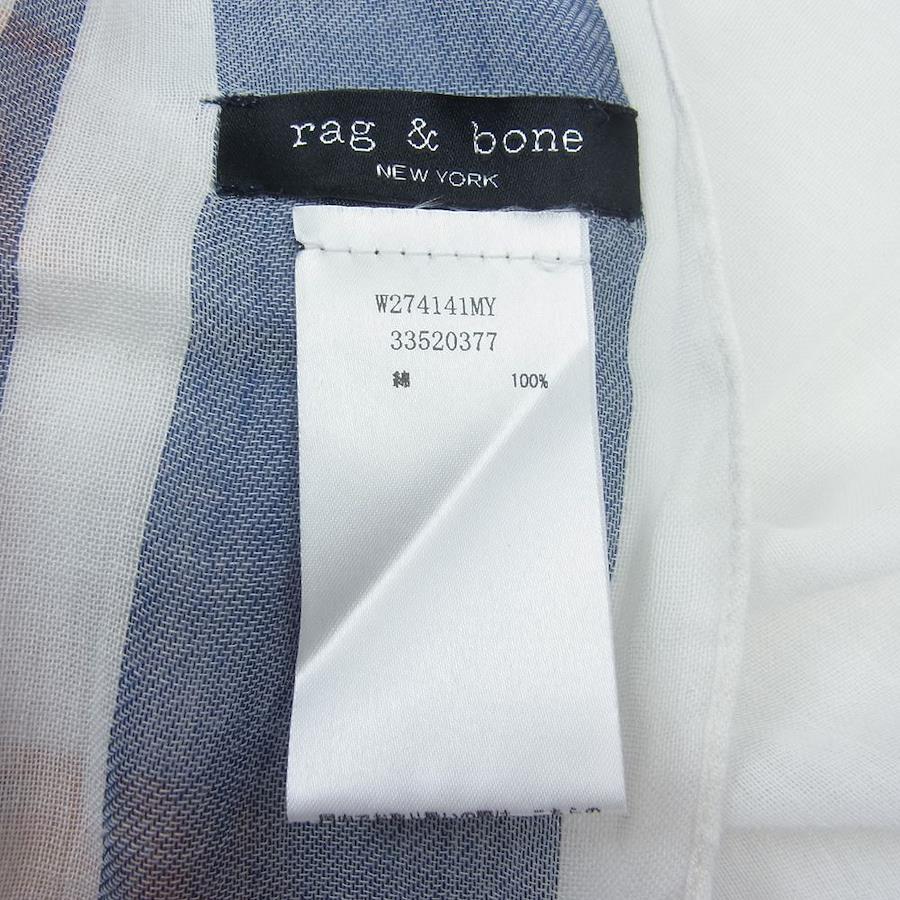 rag & bone
NEW YORK
W274141MY
33520377
綿 100%